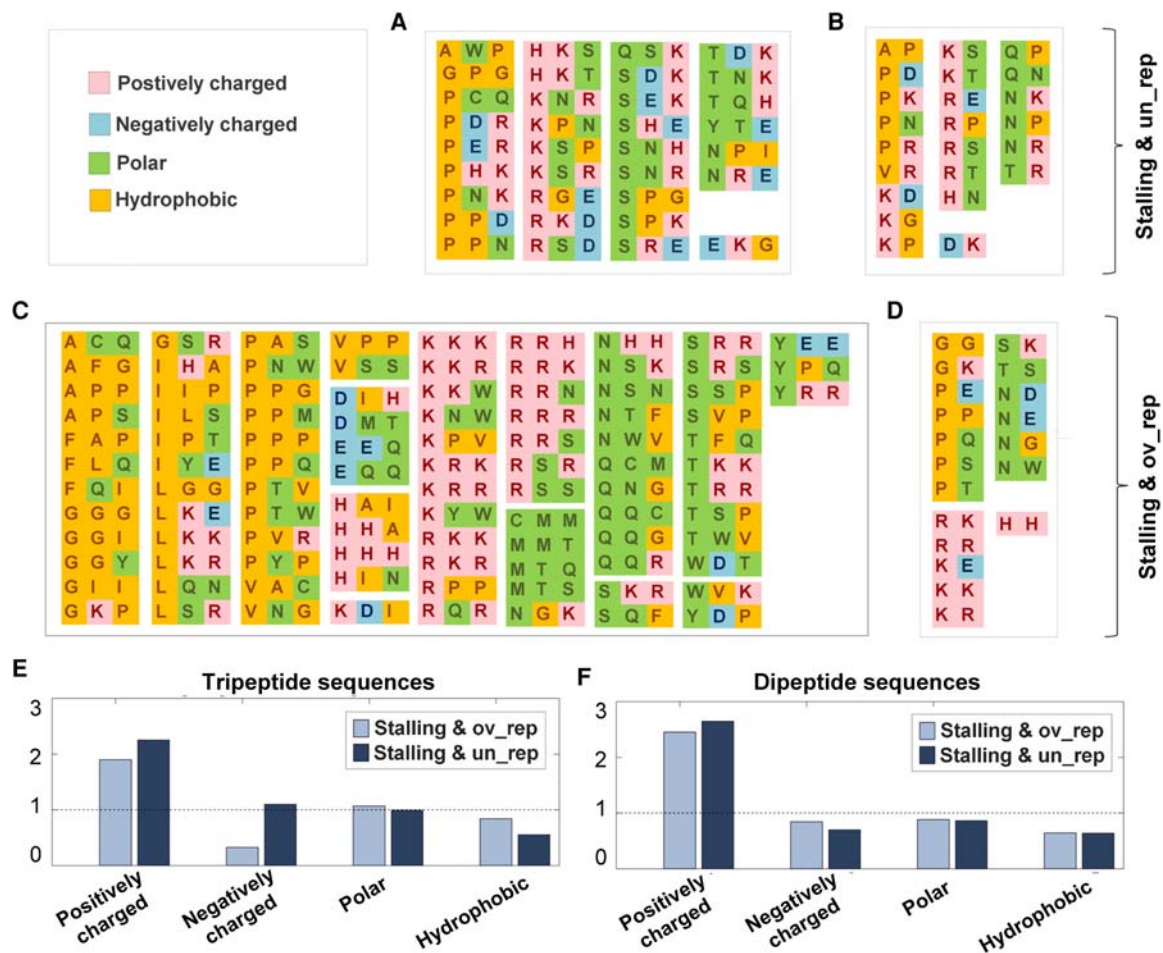 Postively charged
Negatively charged
Polar
Hydrophobic
A
A W P H K S Q S K T D K
G P G H K T S D K T N K
P C Q K N R S E K T Q H
P D R K P N S H E Y T E
P E R K S P S N H N P I
P H K K S R S N R N R E
P N K R G E S P G
P P D R K D S P K
P P N R S D S R E E K G
B
A P K S Q P
P D K T Q N
P K R E N K
P N R P N P
P R R S N R
V R R T T R
K D H N
K G
K P D K
Stalling & un_rep
C
A C Q G S R P A S V P P K K K R R H N H H S R R Y E E
A F G I H A P N W V S S K K R R R K N S K S R S Y P Q
A P P I I P P P G D I H K K W R R N N S N S S P Y R R
A P S I L S P P M D M T K N W R R R N T F S V P
F A P I P T P P P E E Q K P V R R S N W V T F Q
F L Q I Y E P P Q E Q Q K R K R S R Q C M T K K
F Q I L G G P T V H A I K R R R S S Q N G T R R
G G G L K E P T W H H A K Y W C M M Q Q C T S P
G G I L K K P V R H H H R K K M M T Q Q G T W V
G G Y L K R P Y P H I N R K R M T Q Q Q R W D T
G I I L Q N V A C R P P M T S S K R W V K
G K P L S R V N G K D I R Q R N G K S Q F Y D P
D
G G S K
G K T S
P E N D
P P N E
P Q N G
P S N W
P T
R K H H
R R
K E
K K
K R
Stalling & ov_rep
E
Tripeptide sequences
3
2
1
0
Stalling & ov_rep
Stalling & un_rep
Positively charged
Negatively charged
Polar
Hydrophobic
F
Dipeptide sequences
3
2
1
0
Stalling & ov_rep
Stalling & un_rep
Positively charged
Negatively charged
Polar
Hydrophobic